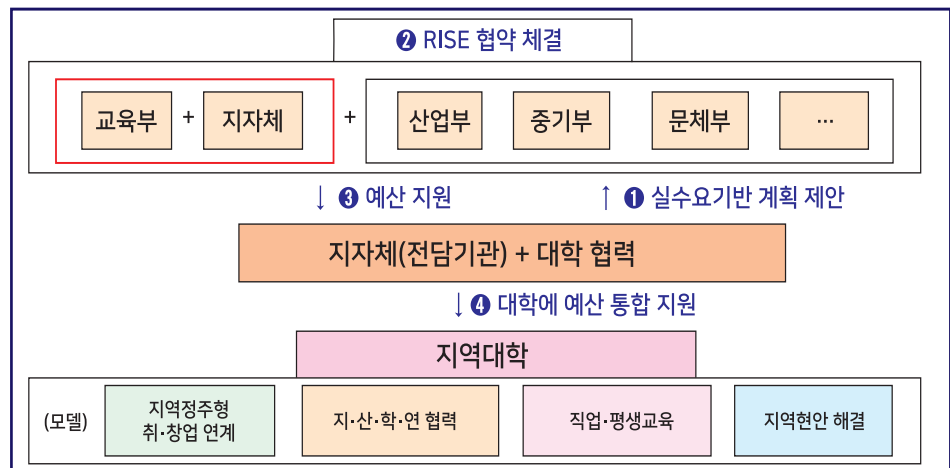 ❷ RISE 협약 체결
교육부 + 지자체 + 산업부 중기부 문체부 ···
↓ ❸ 예산 지원 ↑ ❶ 실수요기반 계획 제안
지자체(전담기관) + 대학 협력
↓ ❹ 대학에 예산 통합 지원
지역대학
(모델)
지역정주형
취·창업 연계
지·산·학·연 협력
직업·평생교육
지역현안 해결